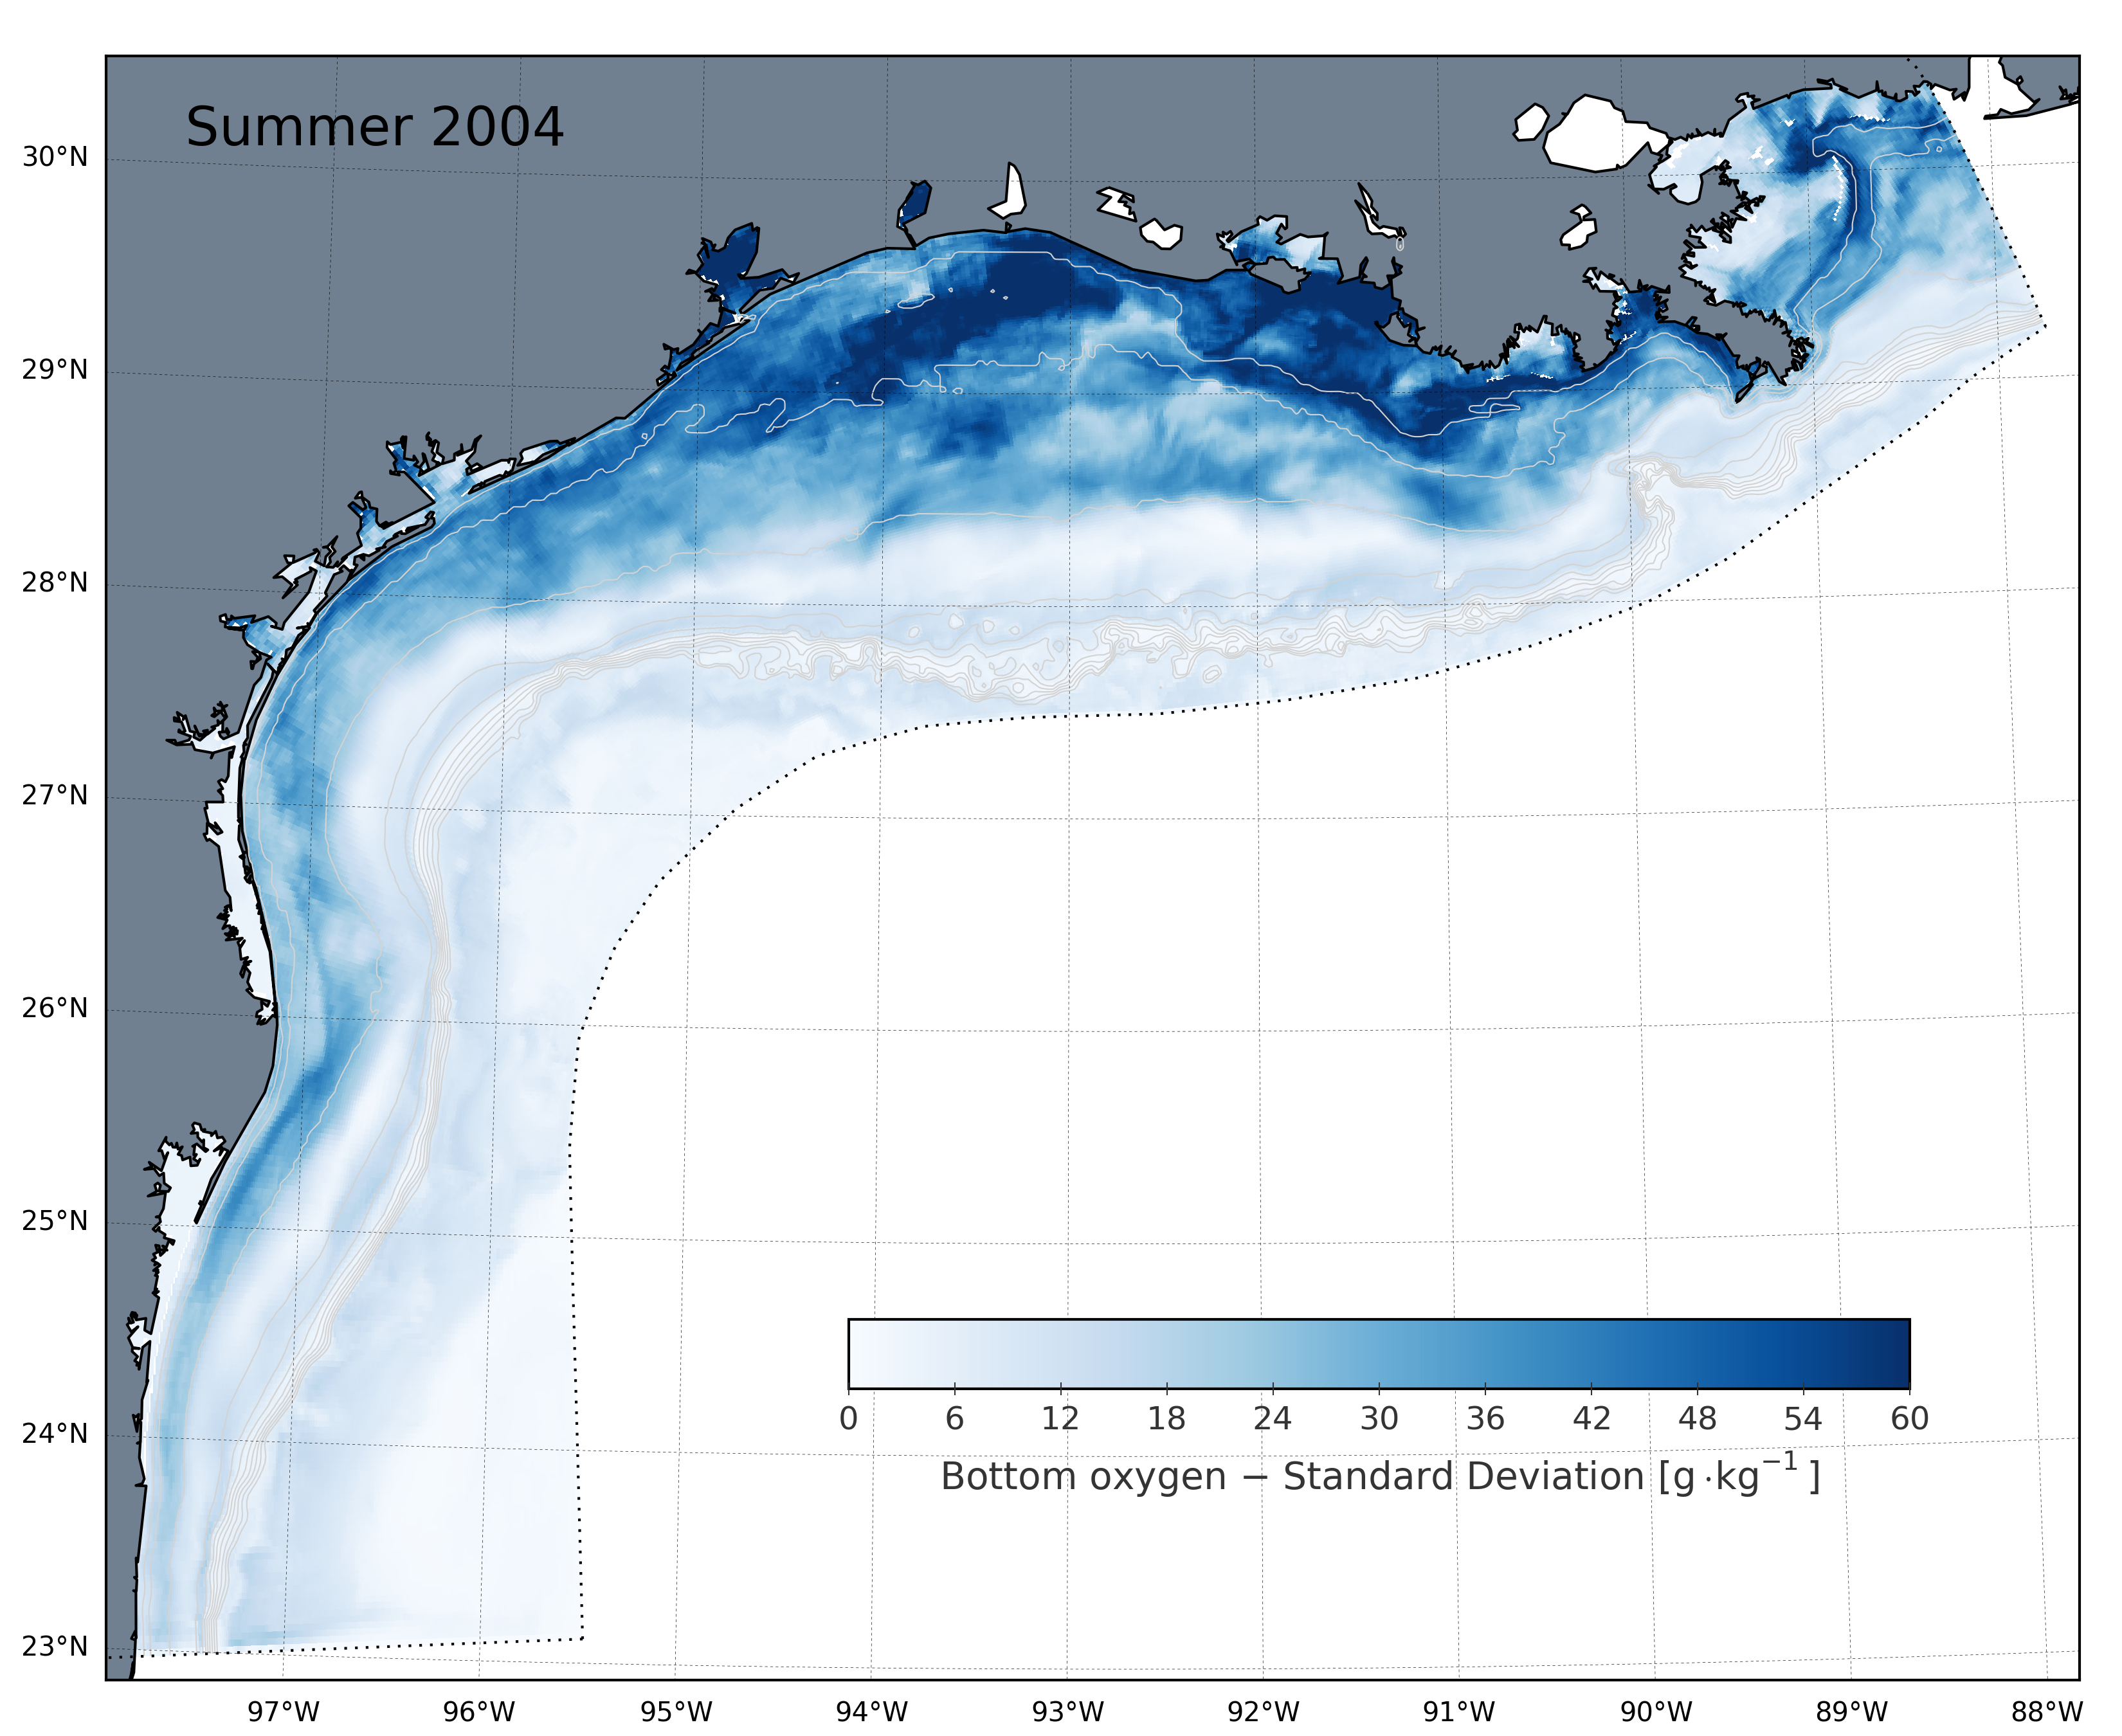 Summer 2004
30°N
29°N
28°N
27°N
26°N
25°N
24°N
23°N
0 6 12 18 24 30 36 42 48 54 60
Bottom oxygen − Standard Deviation [g·kg⁻¹]
97°W 96°W 95°W 94°W 93°W 92°W 91°W 90°W 89°W 88°W